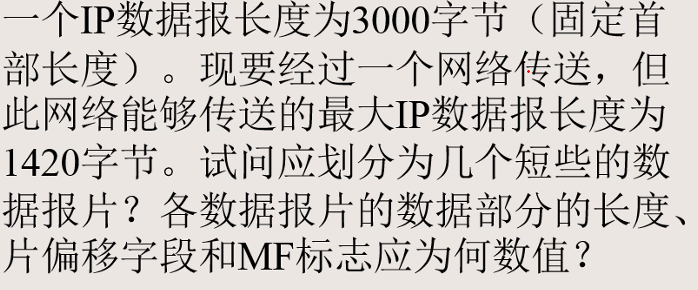 一个IP数据报长度为3000字节（固定首
部长度）。现要经过一个网络传送，但
此网络能够传送的最大IP数据报长度为
1420字节。试问应划分为几个短些的数
据报片？各数据报片的数据部分的长度、
片偏移字段和MF标志应为何数值？